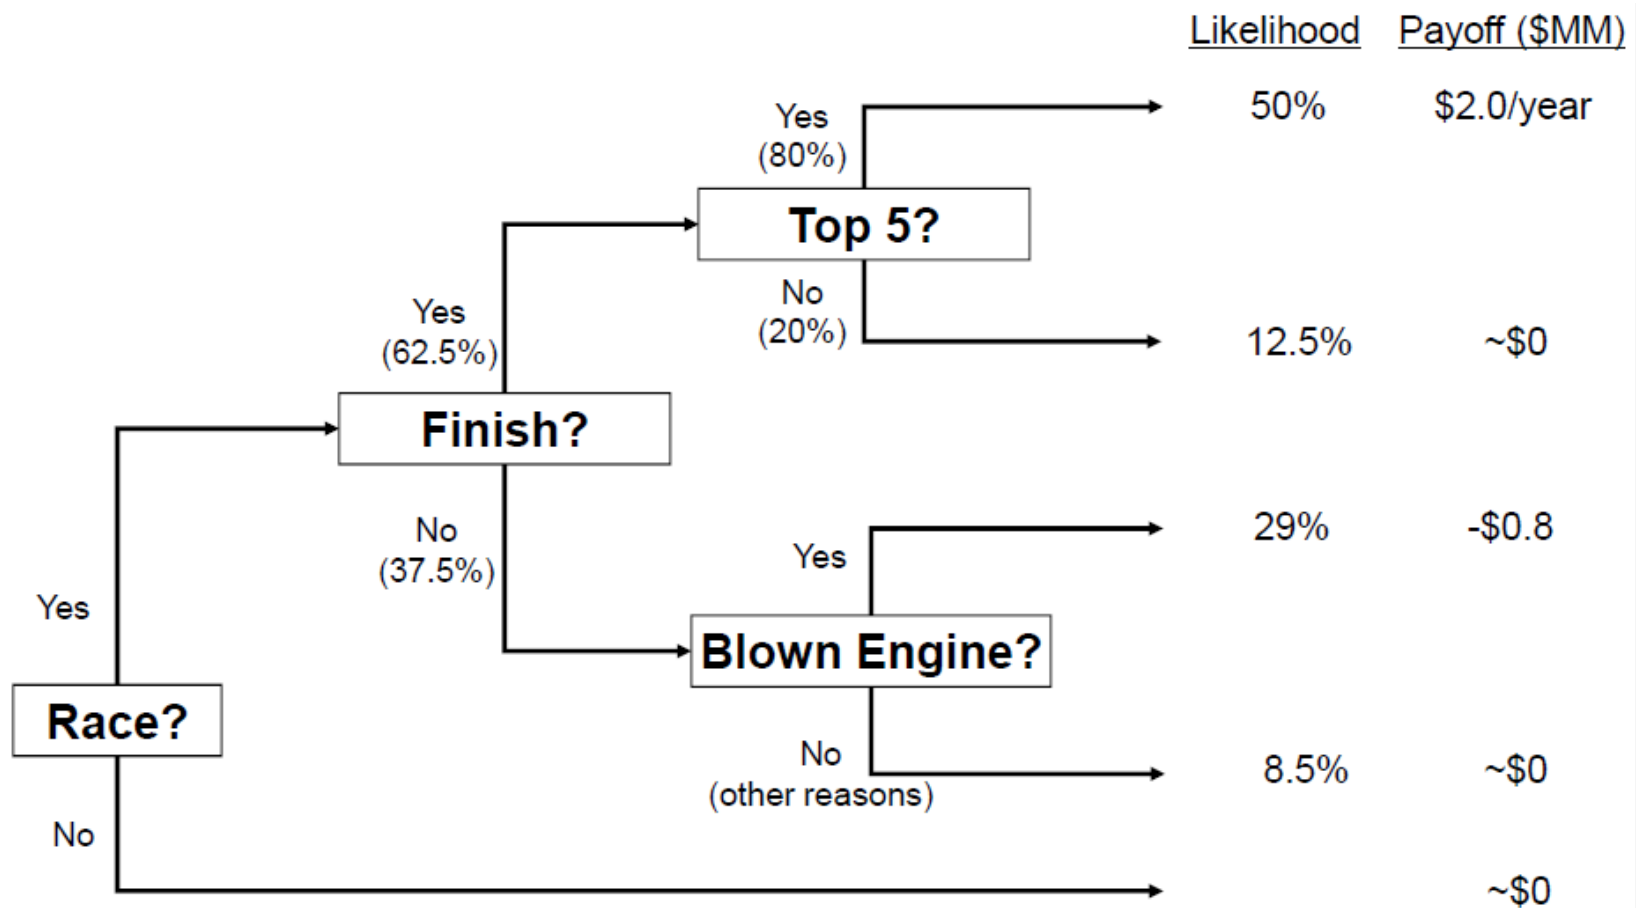 Likelihood Payoff ($MM)
Yes
(80%)
50% $2.0/year
Top 5?
No
(20%)
12.5% ~$0
Yes
(62.5%)
Finish?
No
(37.5%)
Yes
29% -$0.8
Blown Engine?
No
(other reasons)
8.5% ~$0
Yes
Race?
No
~$0